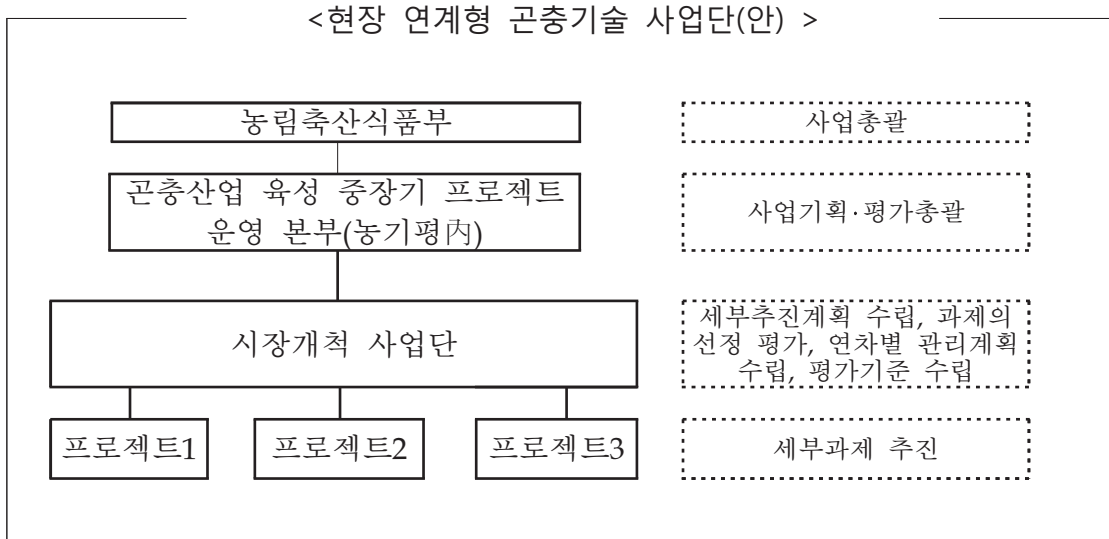 <현장 연계형 곤충기술 사업단(안) >
농림축산식품부
사업총괄
곤충산업 육성 중장기 프로젝트
운영 본부(농기평內)
사업기획·평가총괄
시장개척 사업단
세부추진계획 수립, 과제의
선정 평가, 연차별 관리계획
수립, 평가기준 수립
프로젝트1
프로젝트2
프로젝트3
세부과제 추진